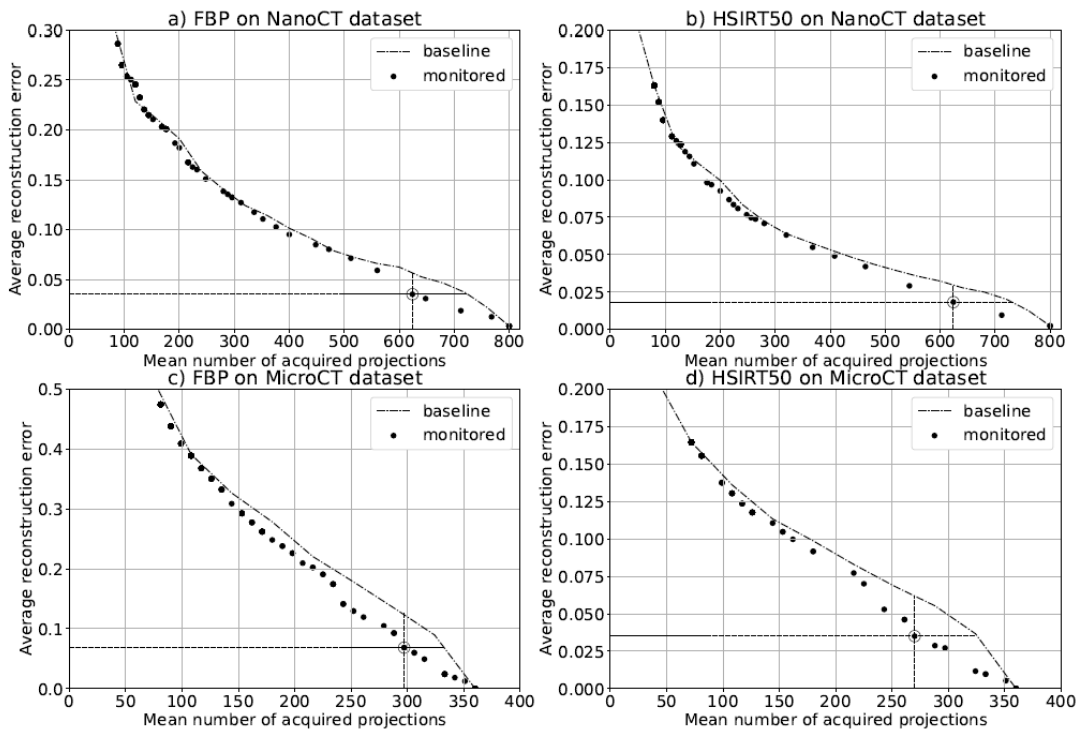 a) FBP on NanoCT dataset
Average reconstruction error
0.30
0.25
0.20
0.15
0.10
0.05
0.00
baseline
monitored
0 100 200 300 400 500 600 700 800
Mean number of acquired projections
b) HSIRT50 on NanoCT dataset
Average reconstruction error
0.200
0.175
0.150
0.125
0.100
0.075
0.050
0.025
0.000
baseline
monitored
0 100 200 300 400 500 600 700 800
Mean number of acquired projections
c) FBP on MicroCT dataset
Average reconstruction error
0.5
0.4
0.3
0.2
0.1
0.0
baseline
monitored
0 50 100 150 200 250 300 350 400
Mean number of acquired projections
d) HSIRT50 on MicroCT dataset
Average reconstruction error
0.200
0.175
0.150
0.125
0.100
0.075
0.050
0.025
0.000
baseline
monitored
0 50 100 150 200 250 300 350 400
Mean number of acquired projections